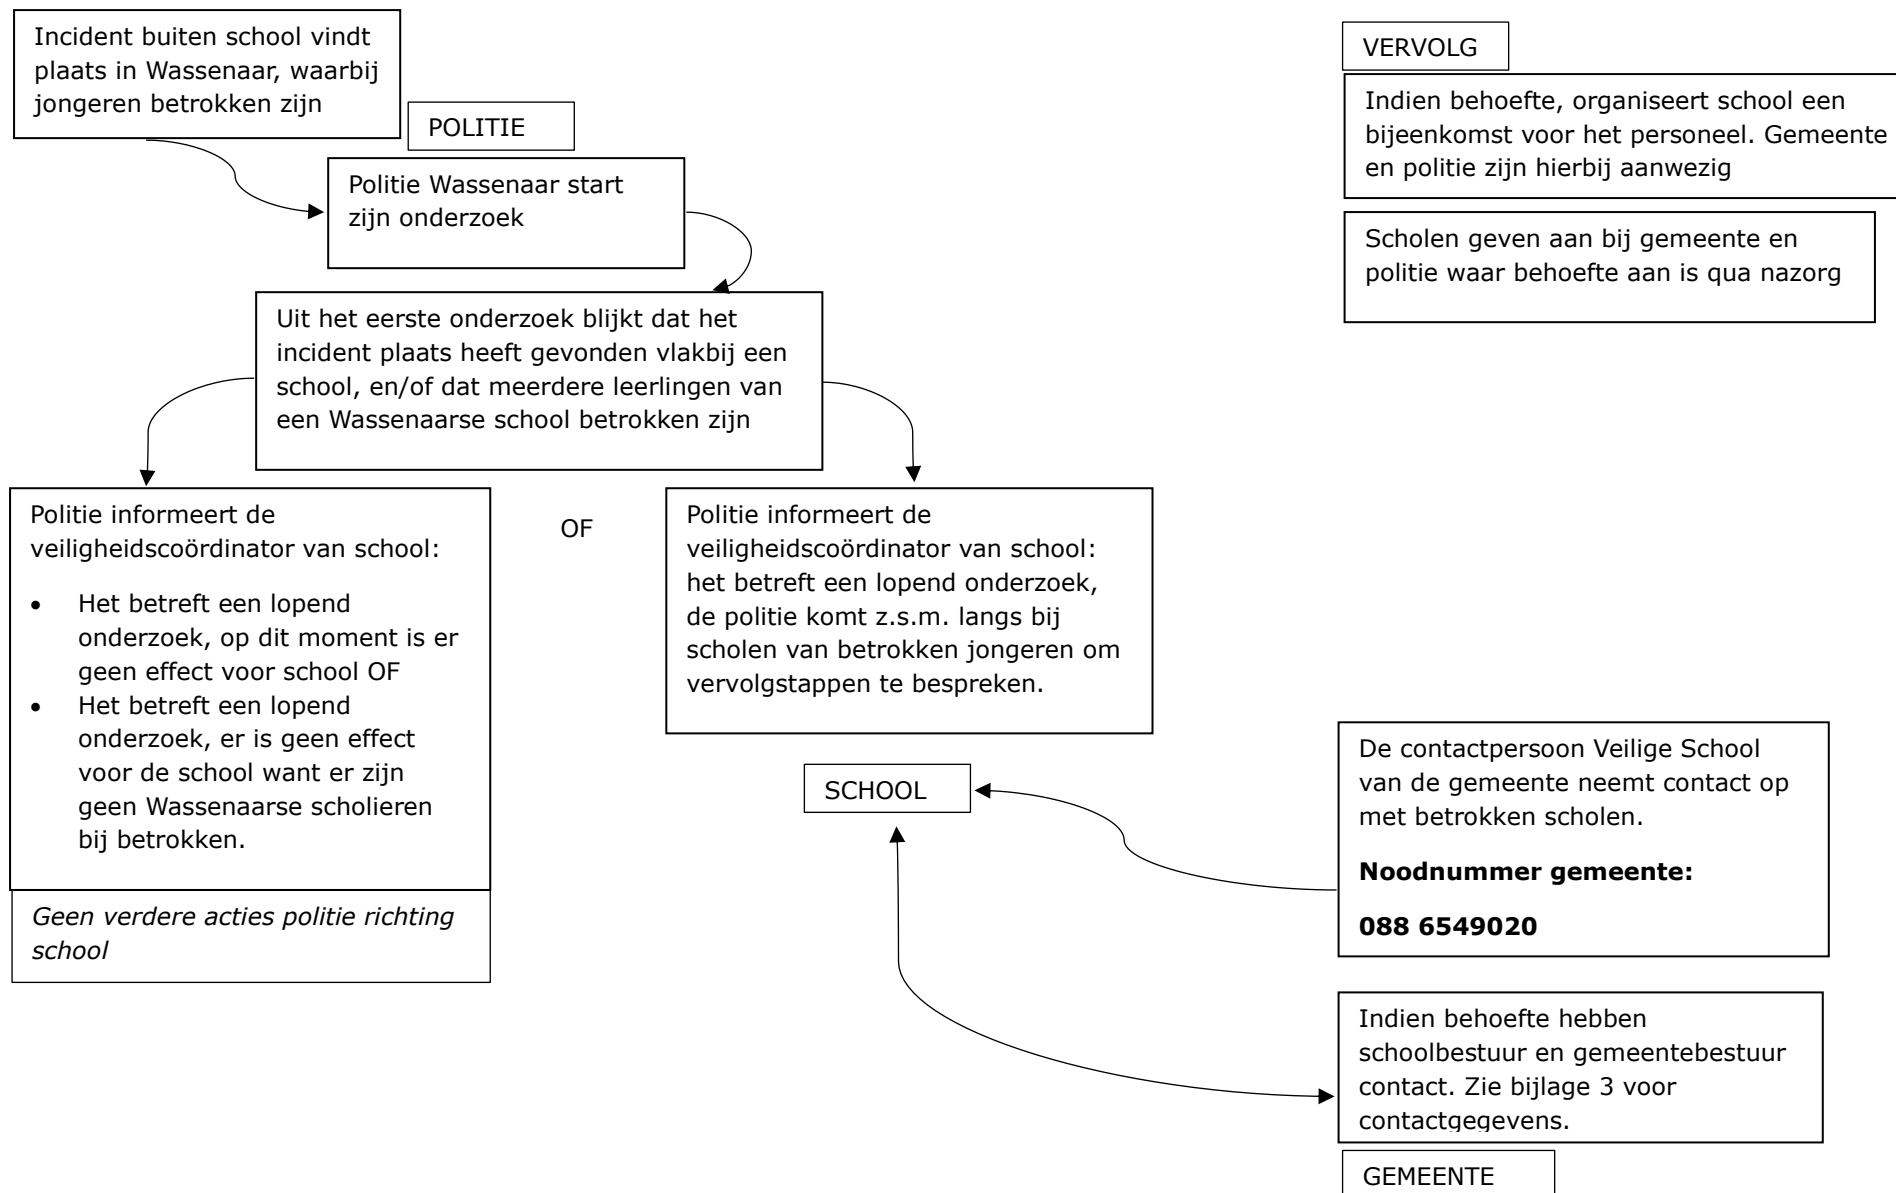 Incident buiten school vindt
plaats in Wassenaar, waarbij
jongeren betrokken zijn
POLITIE
Politie Wassenaar start
zijn onderzoek
Uit het eerste onderzoek blijkt dat het
incident plaats heeft gevonden vlakbij een
school, en/of dat meerdere leerlingen van
een Wassenaarse school betrokken zijn
Politie informeert de
veiligheidscoördinator van school:
• Het betreft een lopend
onderzoek, op dit moment is er
geen effect voor school OF
• Het betreft een lopend
onderzoek, er is geen effect
voor de school want er zijn
geen Wassenaarse scholieren
bij betrokken.
Geen verdere acties politie richting
school
OF
Politie informeert de
veiligheidscoördinator van school:
het betreft een lopend onderzoek,
de politie komt z.s.m. langs bij
scholen van betrokken jongeren om
vervolgstappen te bespreken.
SCHOOL
VERVOLG
Indien behoefte, organiseert school een
bijeenkomst voor het personeel. Gemeente
en politie zijn hierbij aanwezig
Scholen geven aan bij gemeente en
politie waar behoefte aan is qua nazorg
De contactpersoon Veilige School
van de gemeente neemt contact op
met betrokken scholen.
Noodnummer gemeente:
088 6549020
Indien behoefte hebben
schoolbestuur en gemeentebestuur
contact. Zie bijlage 3 voor
contactgegevens.
GEMEENTE